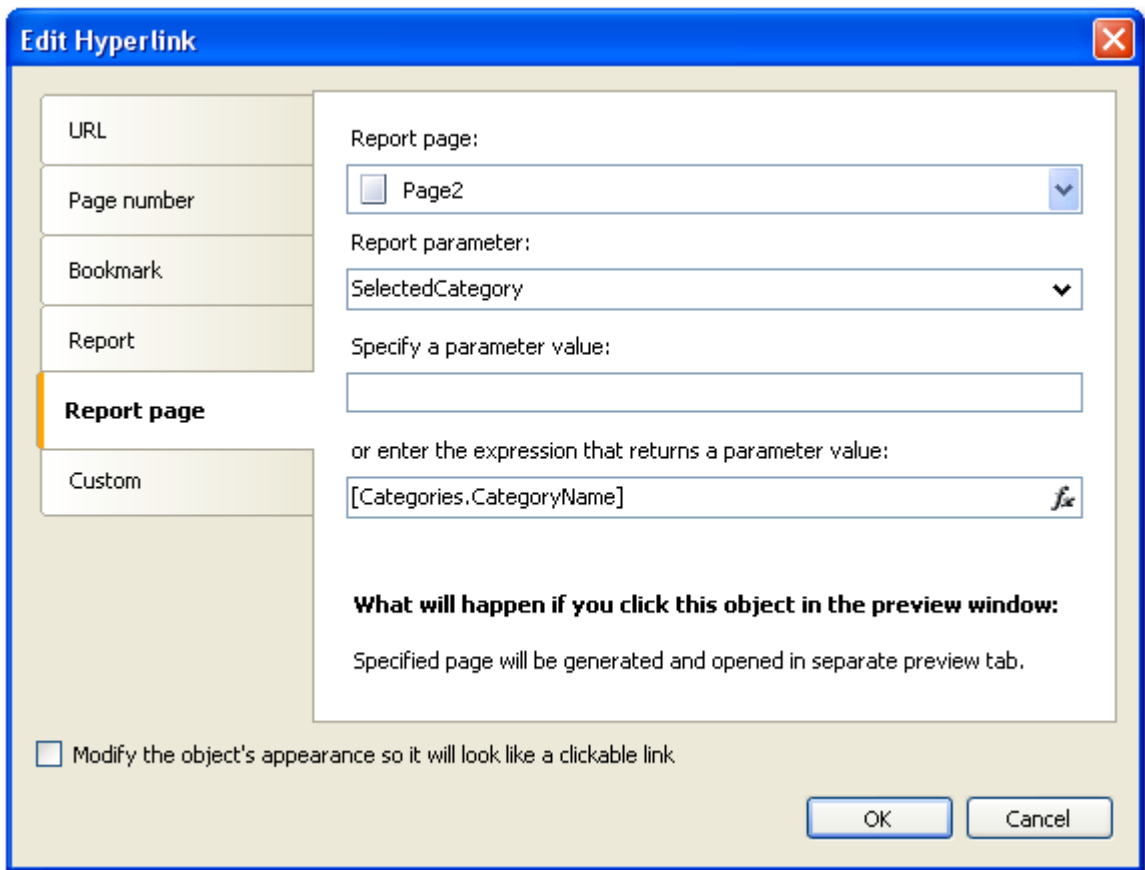 Edit Hyperlink
URL
Page number
Bookmark
Report
Report page
Custom
Report page:
Page2
Report parameter:
SelectedCategory
Specify a parameter value:
or enter the expression that returns a parameter value:
[Categories.CategoryName]
fx
What will happen if you click this object in the preview window:
Specified page will be generated and opened in separate preview tab.
Modify the object's appearance so it will look like a clickable link
OK
Cancel